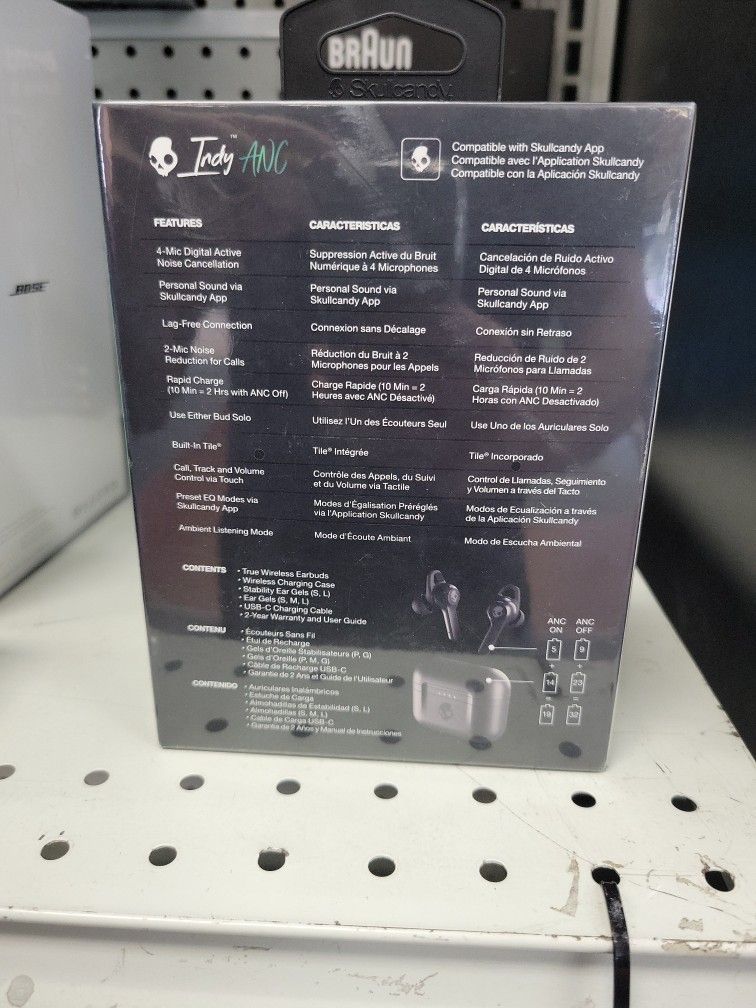 BRAUN
Skullcandy
BOSE
Indy™ ANC
Compatible with Skullcandy App
Compatible avec l'Application Skullcandy
Compatible con la Aplicación Skullcandy
FEATURES
4-Mic Digital Active
Noise Cancellation
Personal Sound via
Skullcandy App
Lag-Free Connection
2-Mic Noise
Reduction for Calls
Rapid Charge
(10 Min = 2 Hrs with ANC Off)
Use Either Bud Solo
Built-In Tile®
Call, Track and Volume
Control via Touch
Preset EQ Modes via
Skullcandy App
Ambient Listening Mode
CARACTERISTICAS
Suppression Active du Bruit
Numérique à 4 Microphones
Personal Sound via
Skullcandy App
Connexion sans Décalage
Réduction du Bruit à 2
Microphones pour les Appels
Charge Rapide (10 Min = 2
Heures avec ANC Désactivé)
Utilisez l'Un des Écouteurs Seul
Tile® Intégrée
Contrôle des Appels, du Suivi
et du Volume via Tactile
Modes d'Égalisation Préréglés
via l'Application Skullcandy
Mode d'Écoute Ambiant
CARACTERÍSTICAS
Cancelación de Ruido Activo
Digital de 4 Micrófonos
Personal Sound via
Skullcandy App
Conexión sin Retraso
Reducción de Ruido de 2
Micrófonos para Llamadas
Carga Rápida (10 Min = 2
Horas con ANC Desactivado)
Use Uno de los Auriculares Solo
Tile® Incorporado
Control de Llamadas, Seguimiento
y Volumen a través del Tacto
Modos de Ecualización a través
de la Aplicación Skullcandy
Modo de Escucha Ambiental
CONTENTS
• True Wireless Earbuds
• Wireless Charging Case
• Stability Ear Gels (S, L)
• Ear Gels (S, M, L)
• USB-C Charging Cable
• 2-Year Warranty and User Guide
CONTENU
• Écouteurs Sans Fil
• Étui de Recharge
• Gels d'Oreille Stabilisateurs (P, G)
• Gels d'Oreille (P, M, G)
• Câble de Recharge USB-C
• Garantie de 2 Ans et Guide de l'Utilisateur
CONTENIDO
• Auriculares Inalámbricos
• Estuche de Carga
• Almohadillas de Estabilidad (S, L)
• Almohadillas (S, M, L)
• Cable de Carga USB-C
• Garantía de 2 Años y Manual de Instrucciones
ANC ON
ANC OFF
5 9
+ +
14 23
= =
19 32